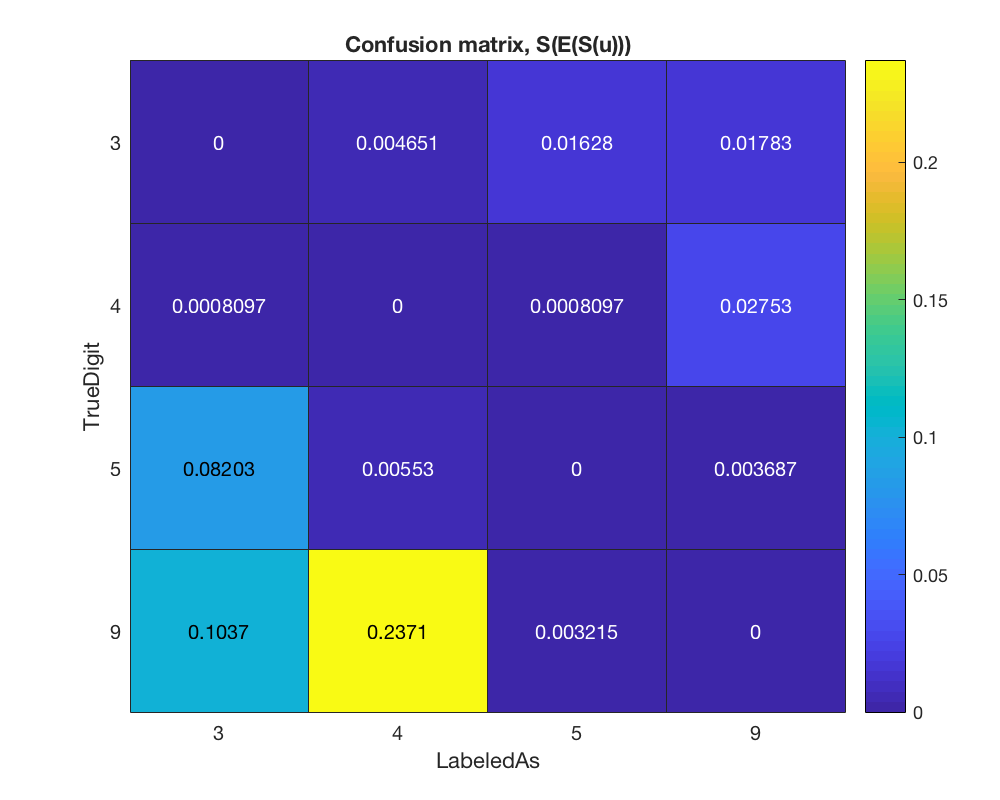 Confusion matrix, S(E(S(u)))
3 0 0.004651 0.01628 0.01783
4 0.0008097 0 0.0008097 0.02753
5 0.08203 0.00553 0 0.003687
9 0.1037 0.2371 0.003215 0
3 4 5 9
LabeledAs
TrueDigit
0.2
0.15
0.1
0.05
0